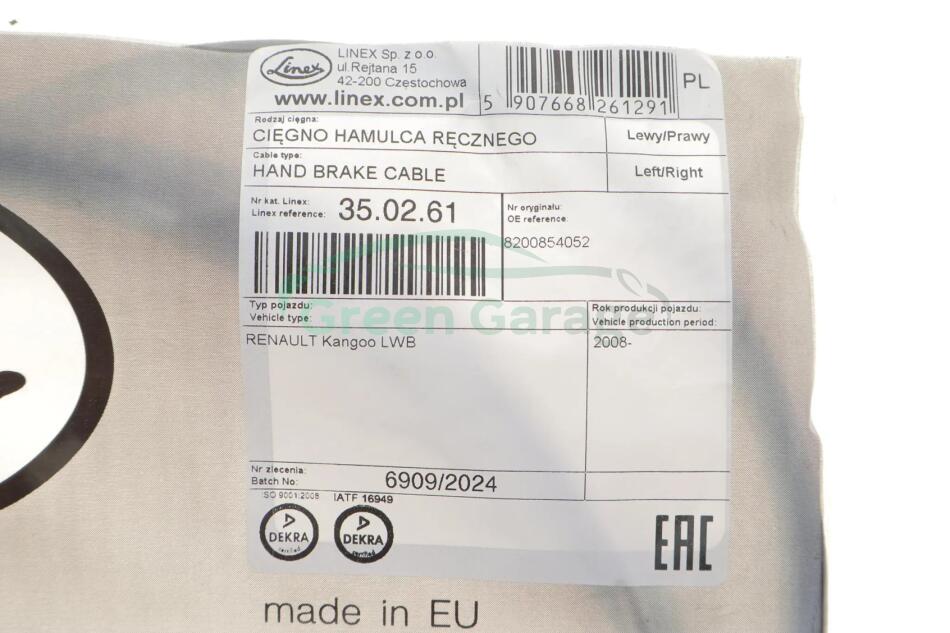 Linex
LINEX Sp. z o.o.
ul.Rejtana 15
42-200 Częstochowa
www.linex.com.pl
5 907668 261291
PL
Rodzaj cięgna:
CIĘGNO HAMULCA RĘCZNEGO
Lewy/Prawy
Cable type:
HAND BRAKE CABLE
Left/Right
Nr kat. Linex:
Linex reference:
35.02.61
Nr oryginału:
OE reference:
8200854052
Typ pojazdu:
Vehicle type:
Rok produkcji pojazdu:
Vehicle production period:
Green Garage
RENAULT Kangoo LWB
2008-
Nr zlecenia:
Batch No:
6909/2024
ISO 9001:2008
IATF 16949
DEKRA
certified
DEKRA
certified
EAC
made in EU